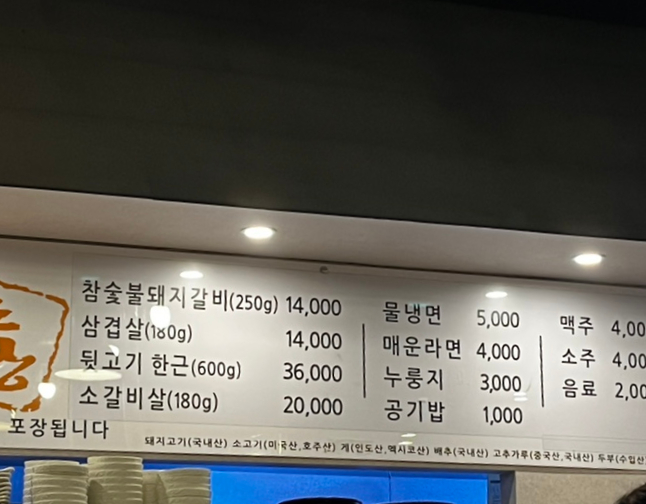 참숯불돼지갈비(250g) 14,000
삼겹살(180g) 14,000
뒷고기 한근(600g) 36,000
소갈비살(180g) 20,000
물냉면 5,000
매운라면 4,000
누룽지 3,000
공기밥 1,000
맥주 4,00
소주 4,00
음료 2,00
포장됩니다
돼지고기(국내산) 소고기(미국산,호주산) 게(인도산,멕시코산) 배추(국내산) 고추가루(중국산,국내산) 두부(수입산